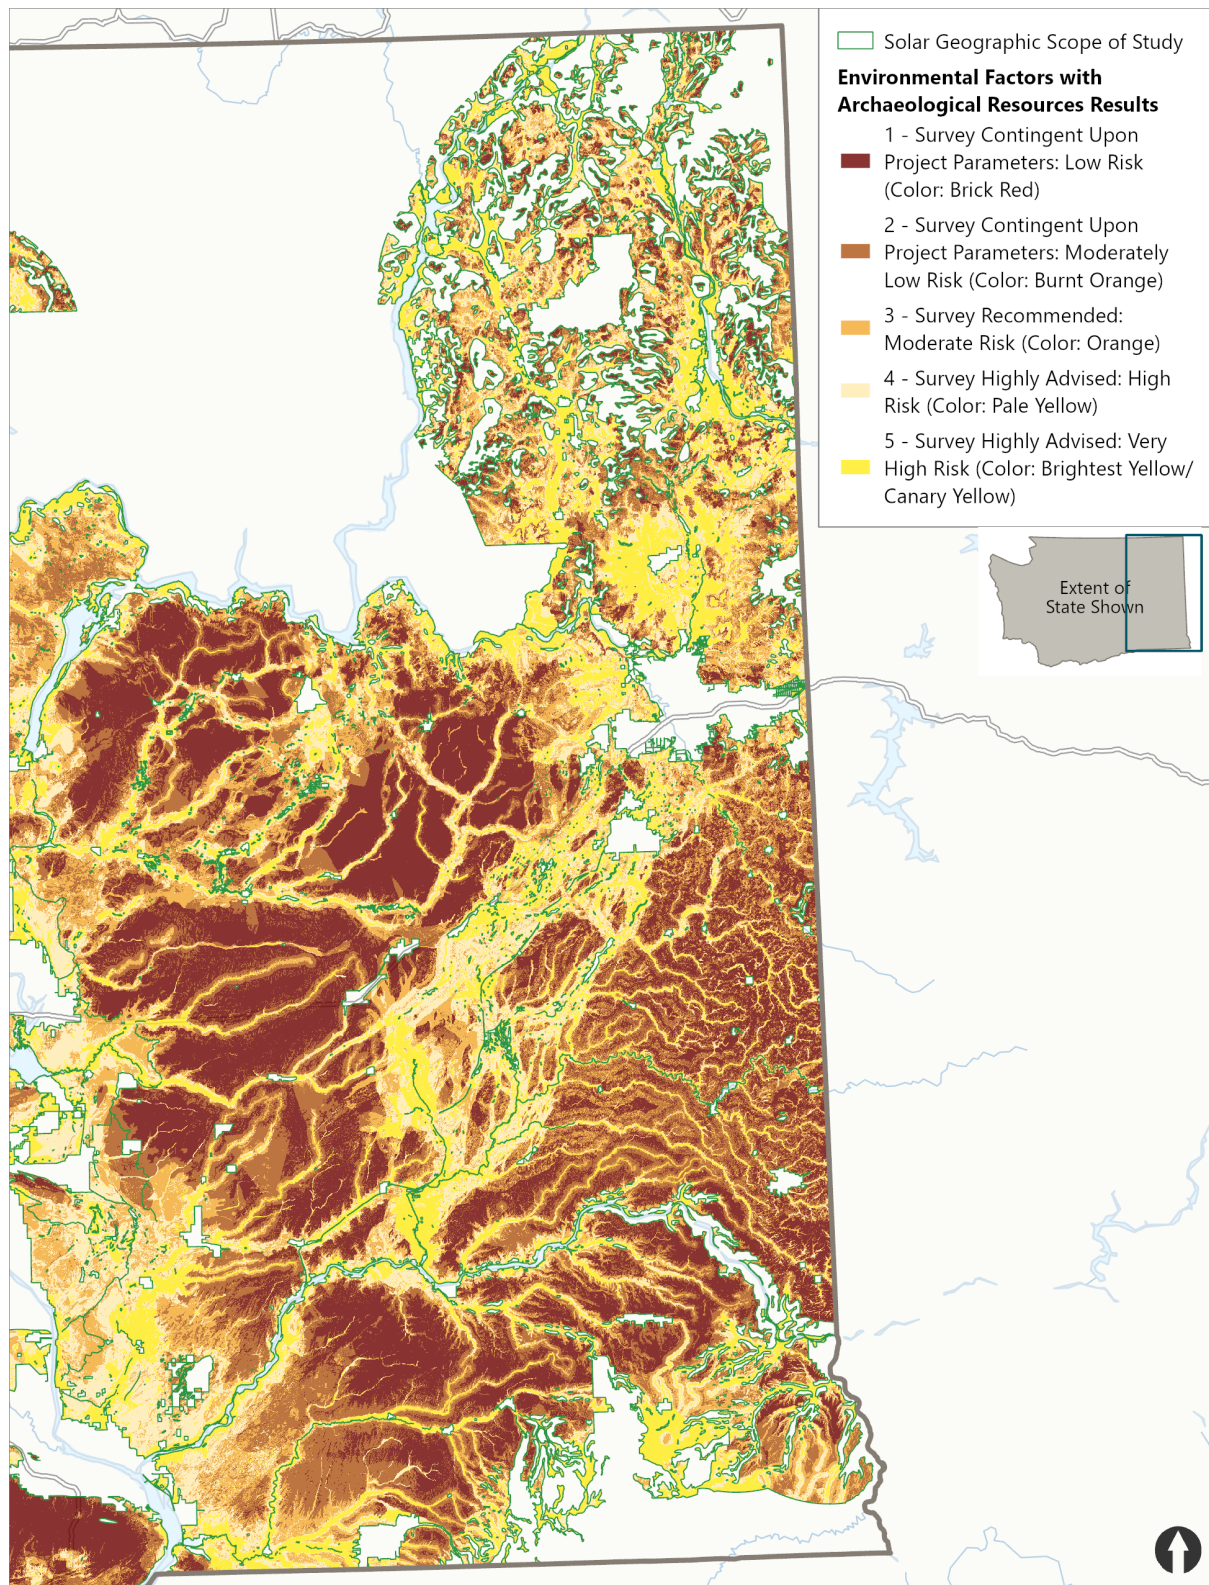 Solar Geographic Scope of Study
Environmental Factors with
Archaeological Resources Results
1 - Survey Contingent Upon
Project Parameters: Low Risk
(Color: Brick Red)
2 - Survey Contingent Upon
Project Parameters: Moderately
Low Risk (Color: Burnt Orange)
3 - Survey Recommended:
Moderate Risk (Color: Orange)
4 - Survey Highly Advised: High
Risk (Color: Pale Yellow)
5 - Survey Highly Advised: Very
High Risk (Color: Brightest Yellow/
Canary Yellow)
Extent of
State Shown